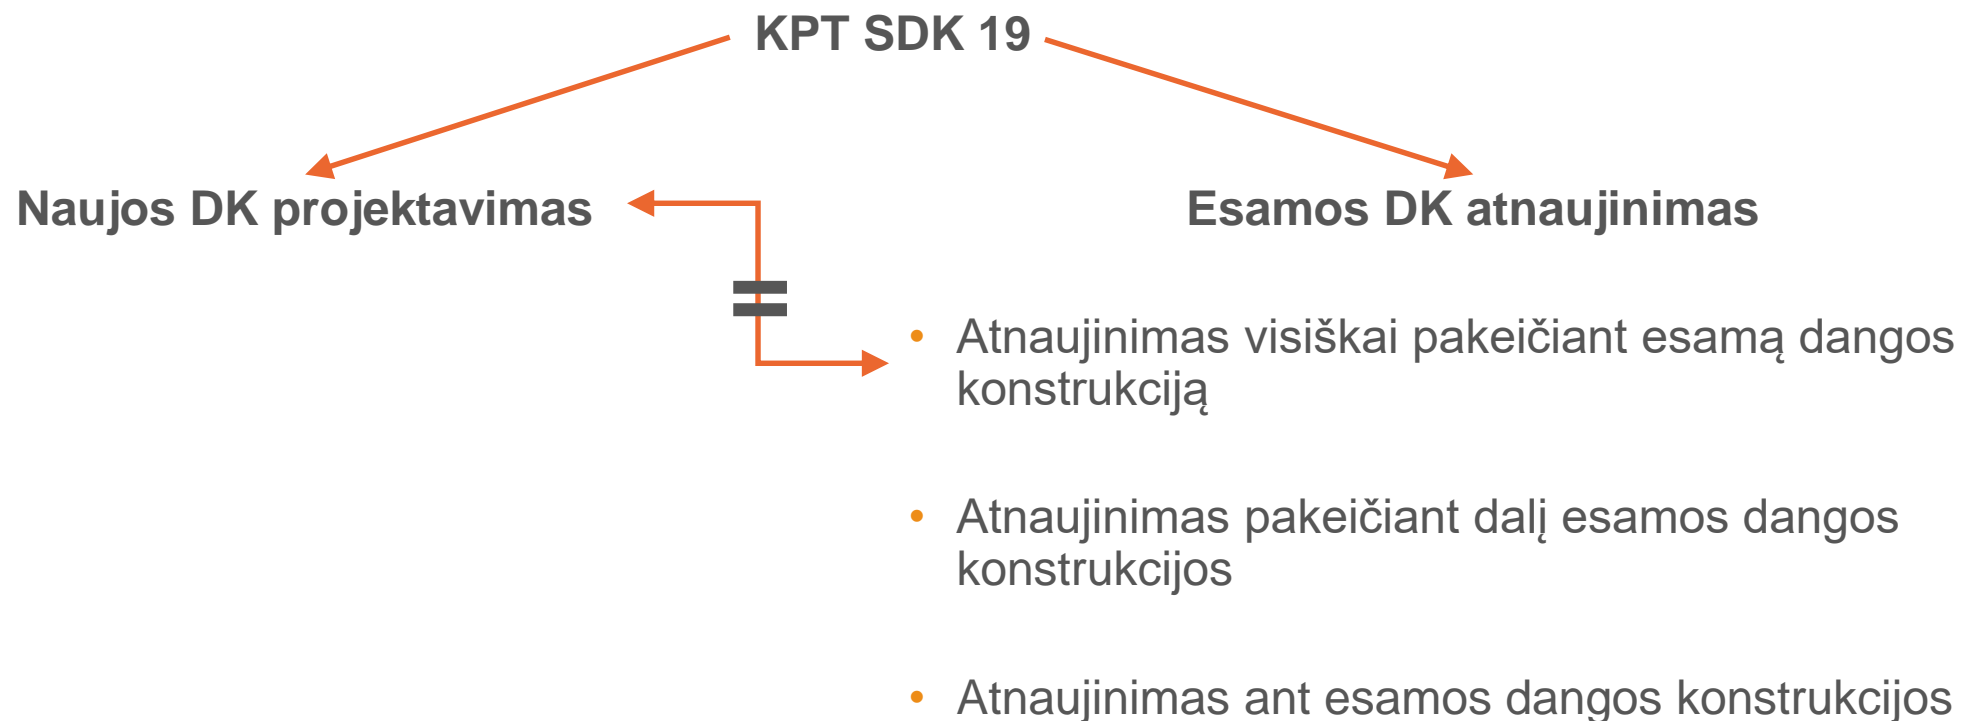 KPT SDK 19
Naujos DK projektavimas
Esamos DK atnaujinimas
• Atnaujinimas visiškai pakeičiant esamą dangos
konstrukciją
• Atnaujinimas pakeičiant dalį esamos dangos
konstrukcijos
• Atnaujinimas ant esamos dangos konstrukcijos